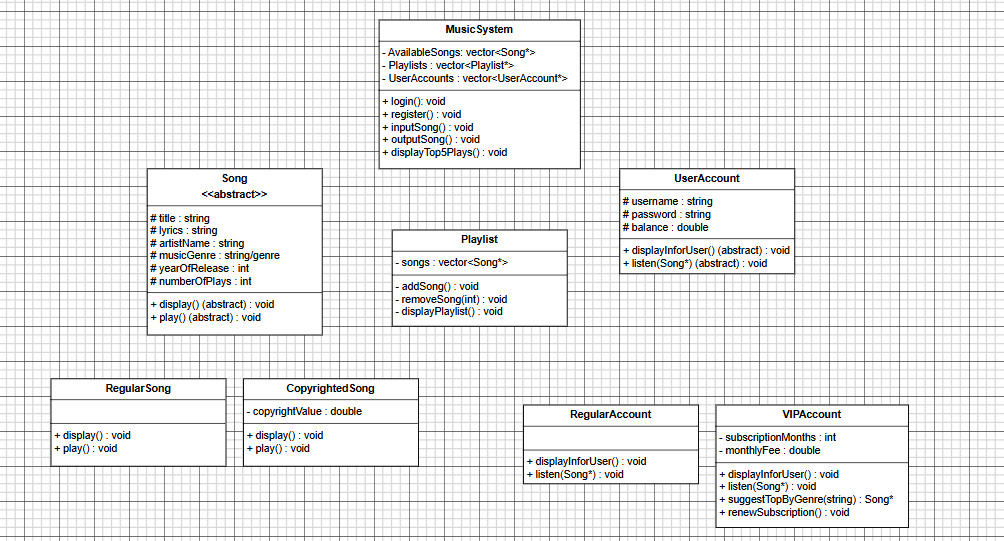 MusicSystem
- AvailableSongs: vector<Song*>
- Playlists : vector<Playlist*>
- UserAccounts : vector<UserAccount*>
+ login(): void
+ register() : void
+ inputSong() : void
+ outputSong() : void
+ displayTop5Plays() : void
Song
<<abstract>>
# title : string
# lyrics : string
# artistName : string
# musicGenre : string/genre
# yearOfRelease : int
# numberOfPlays : int
+ display() (abstract) : void
+ play() (abstract) : void
Playlist
- songs : vector<Song*>
- addSong() : void
- removeSong(int) : void
- displayPlaylist() : void
UserAccount
# username : string
# password : string
# balance : double
+ displayInforUser() (abstract) : void
+ listen(Song*) (abstract) : void
RegularSong
+ display() : void
+ play() : void
CopyrightedSong
- copyrightValue : double
+ display() : void
+ play() : void
RegularAccount
+ displayInforUser() : void
+ listen(Song*) : void
VIPAccount
- subscriptionMonths : int
- monthlyFee : double
+ displayInforUser() : void
+ listen(Song*) : void
+ suggestTopByGenre(string) : Song*
+ renewSubscription() : void